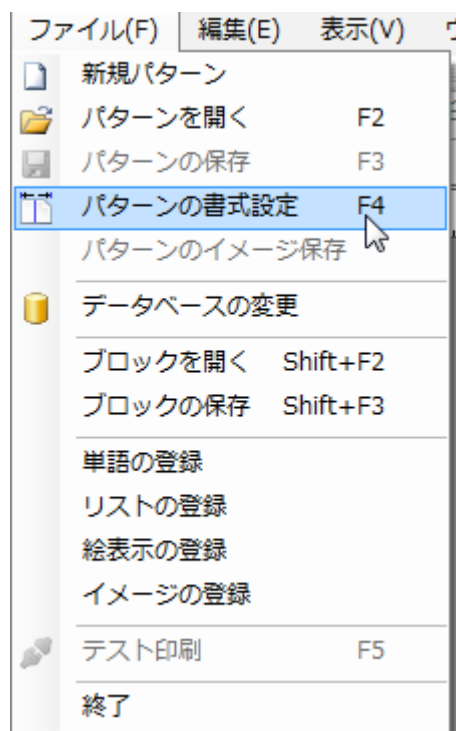 ファイル(F) 編集(E) 表示(V)
新規パターン
パターンを開く F2
パターンの保存 F3
パターンの書式設定 F4
パターンのイメージ保存
データベースの変更
ブロックを開く Shift+F2
ブロックの保存 Shift+F3
単語の登録
リストの登録
絵表示の登録
イメージの登録
テスト印刷 F5
終了